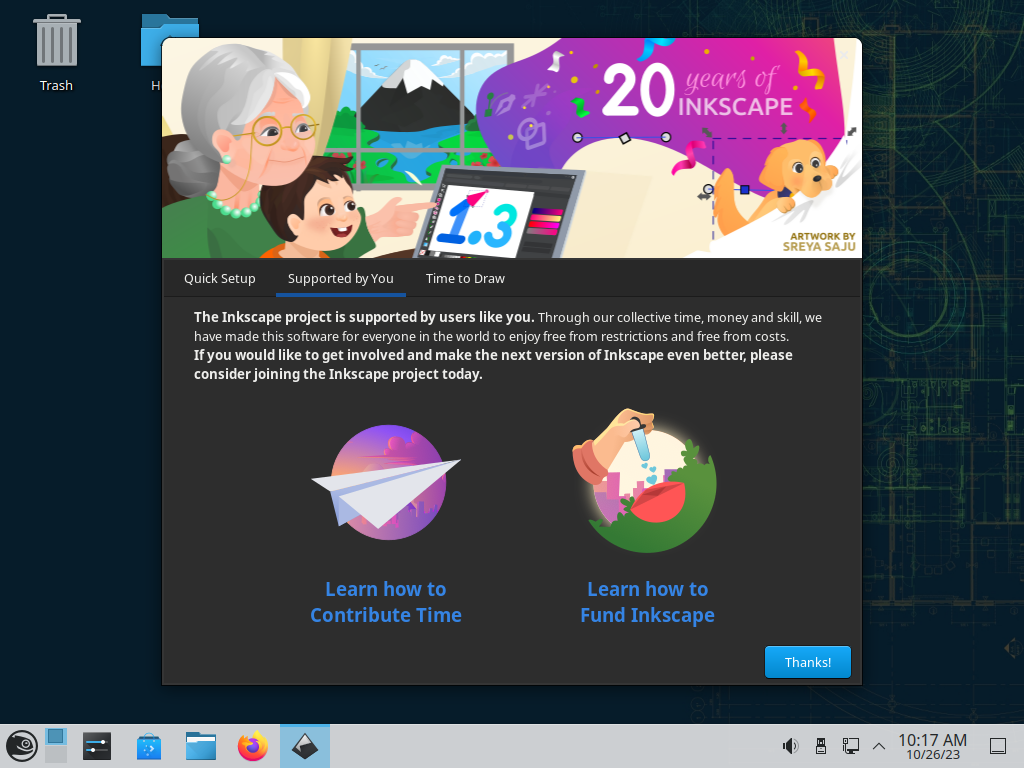 Trash
H
20 years of
INKSCAPE
1.3
ARTWORK BY
SREYA SAJU
Quick Setup Supported by You Time to Draw
The Inkscape project is supported by users like you. Through our collective time, money and skill, we
have made this software for everyone in the world to enjoy free from restrictions and free from costs.
If you would like to get involved and make the next version of Inkscape even better, please
consider joining the Inkscape project today.
Learn how to
Contribute Time
Learn how to
Fund Inkscape
Thanks!
10:17 AM
10/26/23